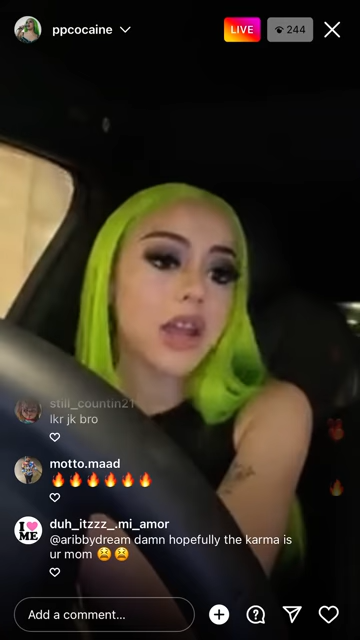 ppcocaine
LIVE
244
still_countin21
Ikr jk bro
motto.maad
🔥🔥🔥🔥🔥🔥
I ❤ ME
duh_itzzz_.mi_amor
@aribbydream damn hopefully the karma is
ur mom 😫😫
Add a comment...